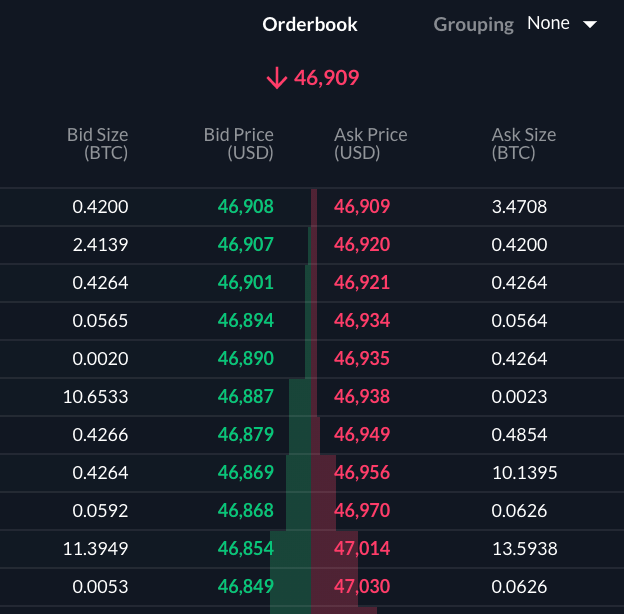 Orderbook Grouping None
46,909
Bid Size (BTC) Bid Price (USD) Ask Price (USD) Ask Size (BTC)
0.4200 46,908 46,909 3.4708
2.4139 46,907 46,920 0.4200
0.4264 46,901 46,921 0.4264
0.0565 46,894 46,934 0.0564
0.0020 46,890 46,935 0.4264
10.6533 46,887 46,938 0.0023
0.4266 46,879 46,949 0.4854
0.4264 46,869 46,956 10.1395
0.0592 46,868 46,970 0.0626
11.3949 46,854 47,014 13.5938
0.0053 46,849 47,030 0.0626